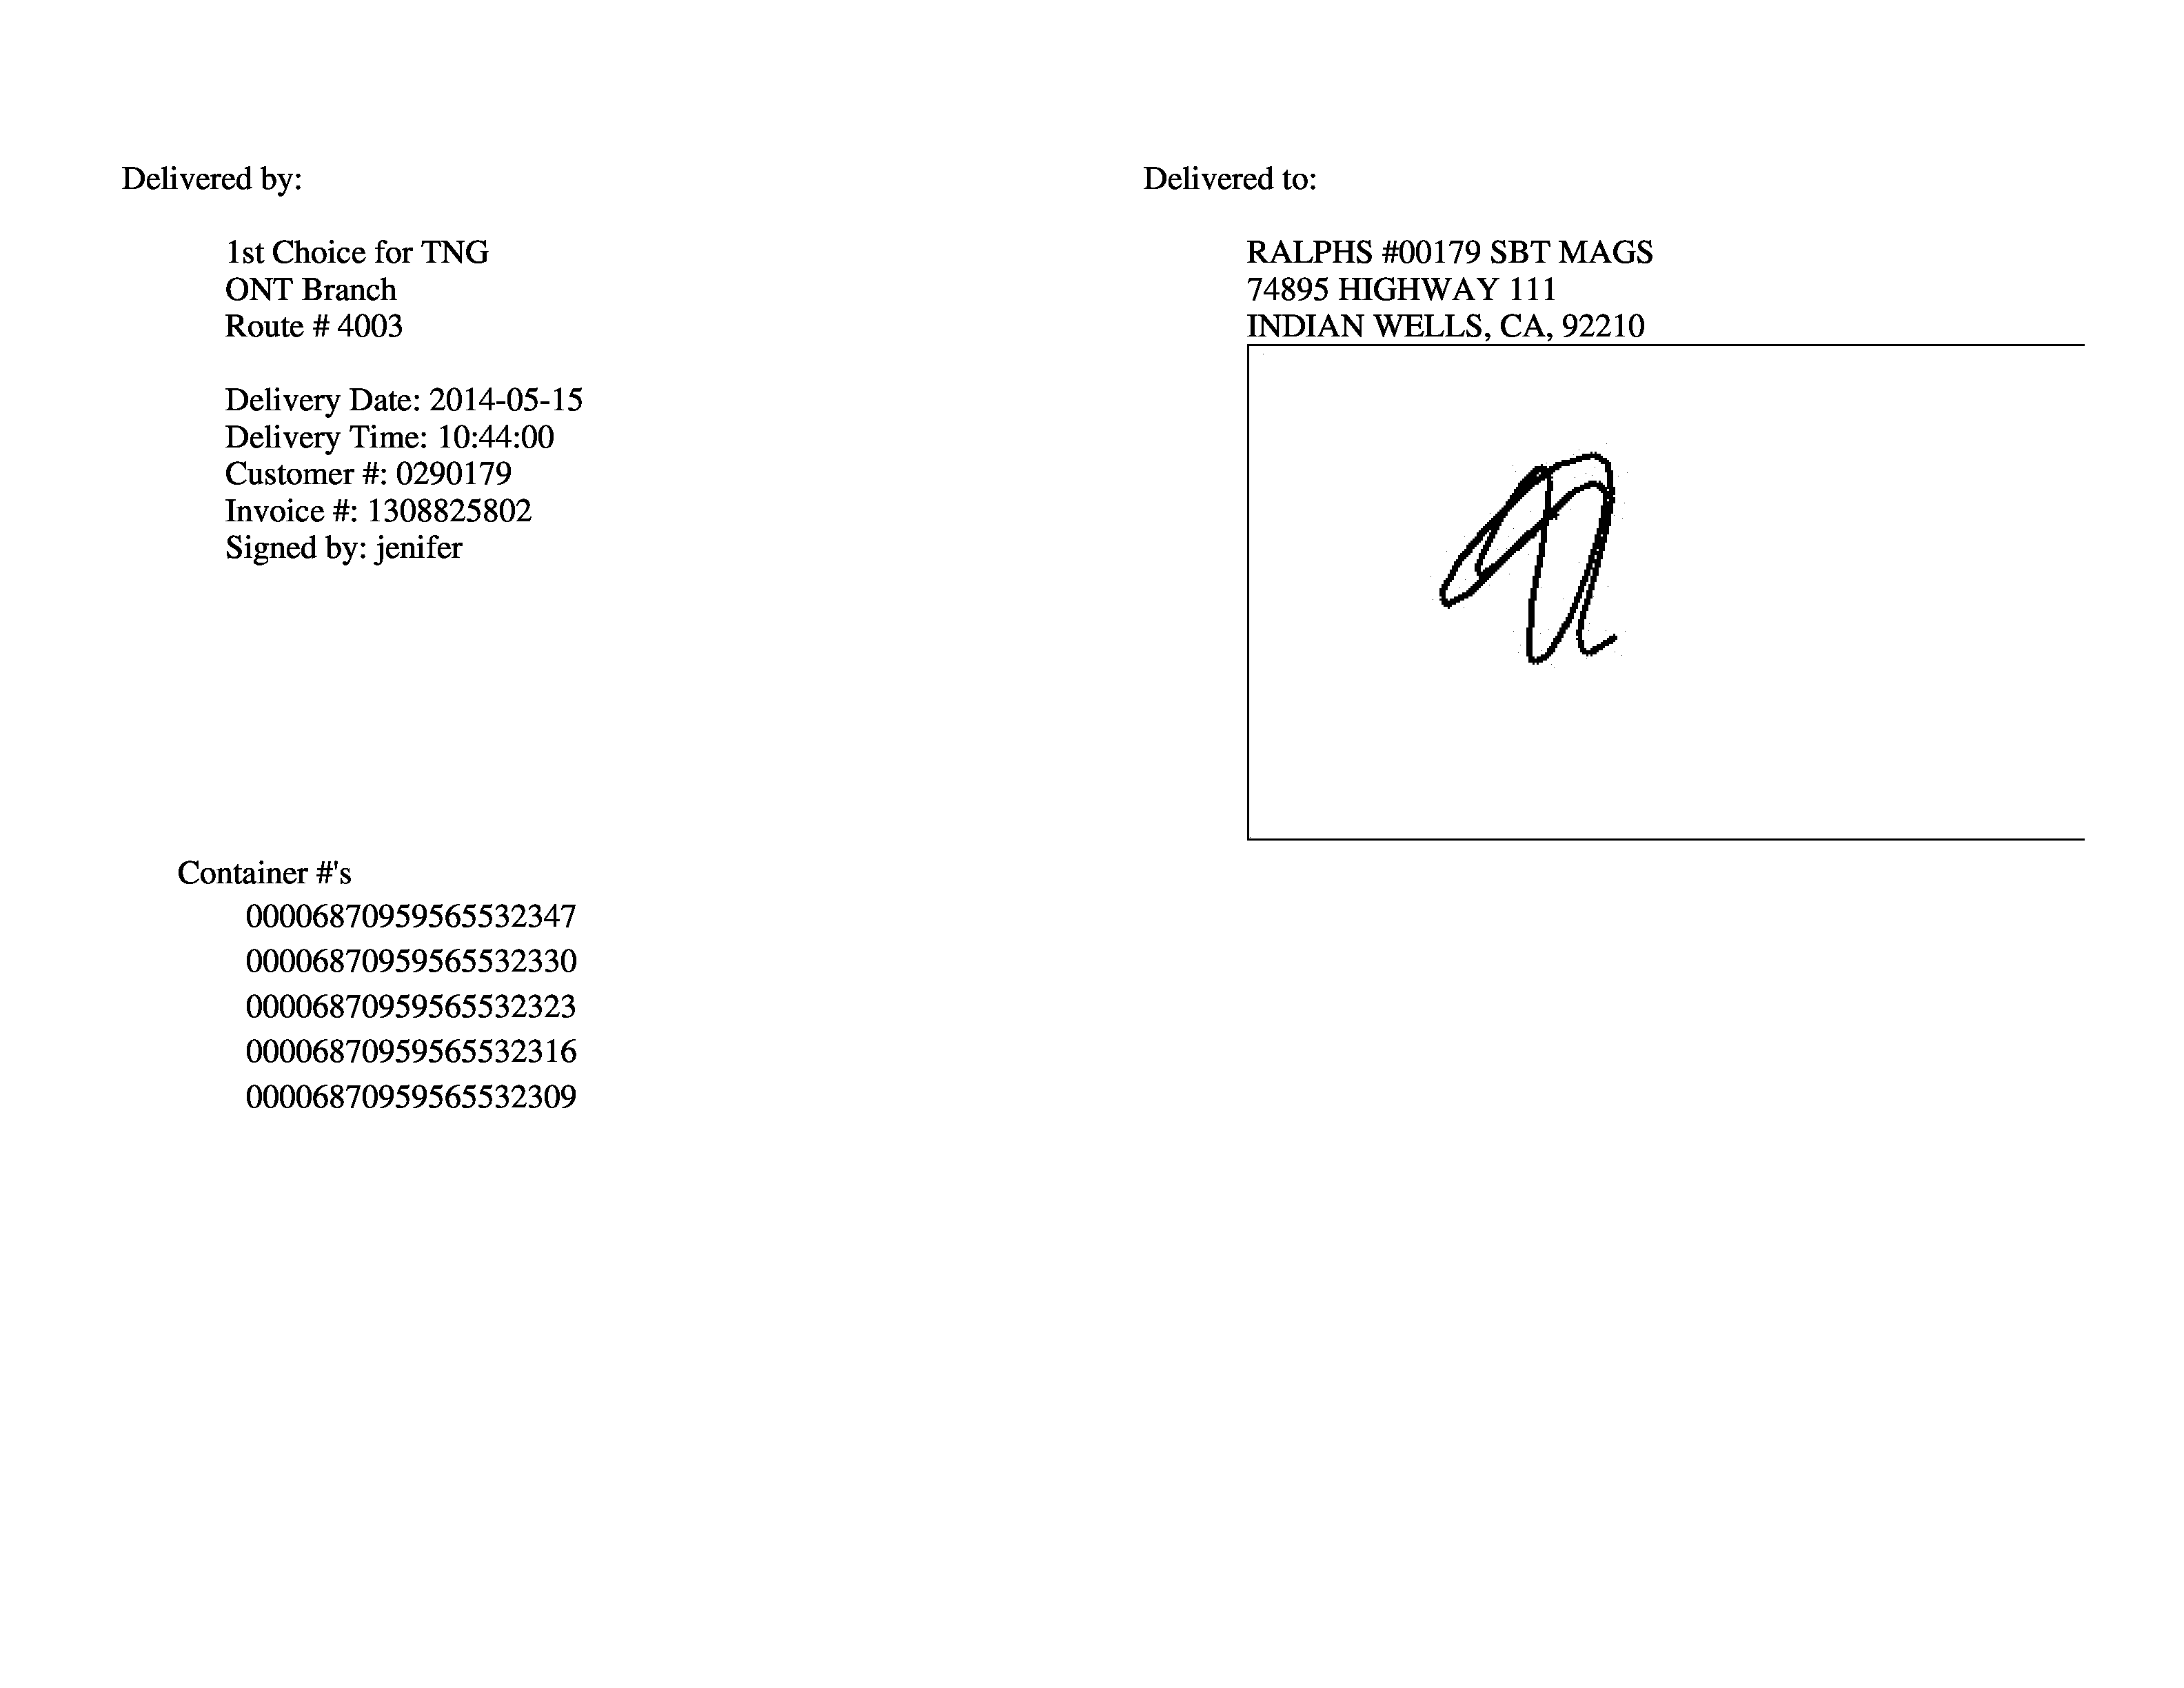 Delivered by:
1st Choice for TNG
ONT Branch
Route # 4003
Delivery Date: 2014-05-15
Delivery Time: 10:44:00
Customer #: 0290179
Invoice #: 1308825802
Signed by: jenifer
Delivered to:
RALPHS #00179 SBT MAGS
74895 HIGHWAY 111
INDIAN WELLS, CA, 92210
Container #'s
00006870959565532347
00006870959565532330
00006870959565532323
00006870959565532316
00006870959565532309